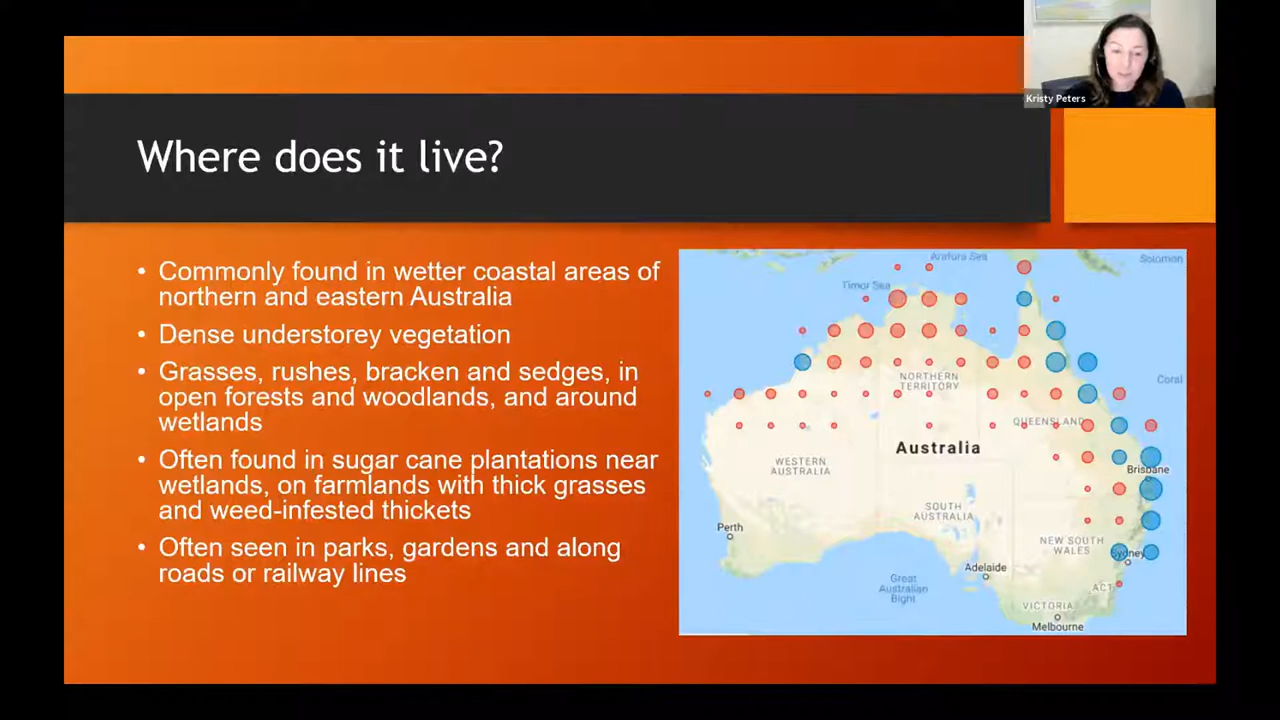 Kristy Peters
Where does it live?
• Commonly found in wetter coastal areas of
northern and eastern Australia
• Dense understorey vegetation
• Grasses, rushes, bracken and sedges, in
open forests and woodlands, and around
wetlands
• Often found in sugar cane plantations near
wetlands, on farmlands with thick grasses
and weed-infested thickets
• Often seen in parks, gardens and along
roads or railway lines
Arafura Sea
Solomon
Timor Sea
NORTHERN
TERRITORY
Coral
QUEENSLAND
Australia
WESTERN
AUSTRALIA
Brisbane
SOUTH
AUSTRALIA
Perth
NEW SOUTH
WALES
Sydney
Adelaide
Great
Australian
Bight
ACT
VICTORIA
Melbourne